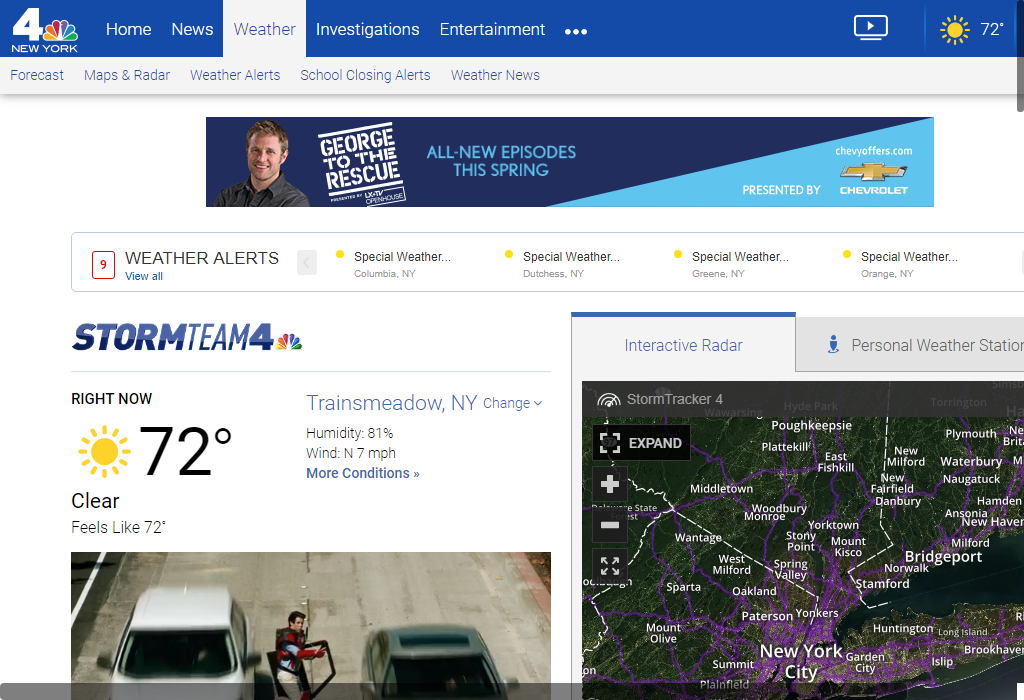 4
NEW YORK
Home
News
Weather
Investigations
Entertainment
72°
Forecast
Maps & Radar
Weather Alerts
School Closing Alerts
Weather News
GEORGE
TO THE
RESCUE
PRESENTED BY LX•TV
OPENHOUSE
ALL-NEW EPISODES
THIS SPRING
PRESENTED BY
chevyoffers.com
CHEVROLET
9
WEATHER ALERTS
View all
Special Weather...
Columbia, NY
Special Weather...
Dutchess, NY
Special Weather...
Greene, NY
Special Weather...
Orange, NY
STORMTEAM4
RIGHT NOW
72°
Clear
Feels Like 72°
Trainsmeadow, NY
Change
Humidity: 81%
Wind: N 7 mph
More Conditions »
Interactive Radar
Personal Weather Station
StormTracker 4
EXPAND
Wawarsing
Hyde Park
Torrington
Poughkeepsie
Plymouth
Plattekill
East
Fishkill
New
Milford
Waterbury
Naugatuck
Middletown
New
Fairfield
Danbury
Hamden
Woodbury
Monroe
Ansonia
New Haven
Yorktown
Wantage
Stony
Point
Mount
Kisco
Milford
Bridgeport
West
Milford
Spring
Valley
Norwalk
Stamford
Sparta
Oakland
Paterson
Yonkers
Mount
Olive
Huntington
Long Island
Brookhaven
New York
City
Garden
City
Islip
Summit
Plainfield